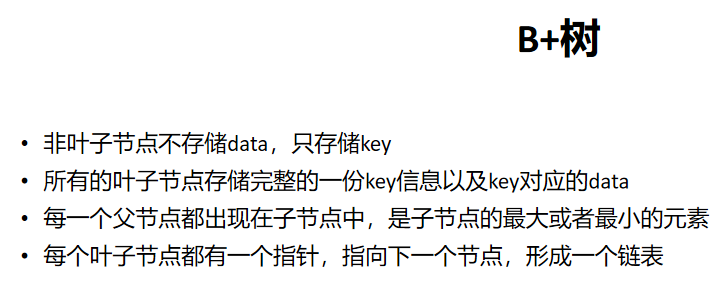 B+树
• 非叶子节点不存储data，只存储key
• 所有的叶子节点存储完整的一份key信息以及key对应的data
• 每一个父节点都出现在子节点中，是子节点的最大或者最小的元素
• 每个叶子节点都有一个指针，指向下一个节点，形成一个链表